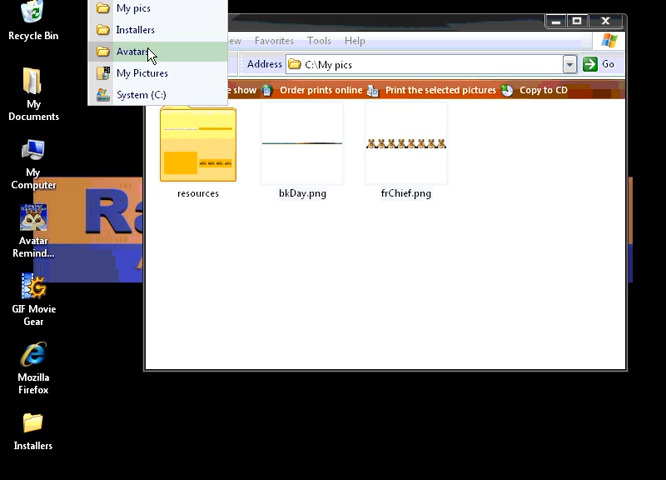 My pics
Installers
Avatars
My Pictures
System (C:)
Recycle Bin
My
Documents
My
Computer
Avatar
Remind...
GIF Movie
Gear
Mozilla
Firefox
Installers
ew Favorites Tools Help
Address C:\My pics Go
e show Order prints online Print the selected pictures Copy to CD
resources bkDay.png frChief.png
Ra